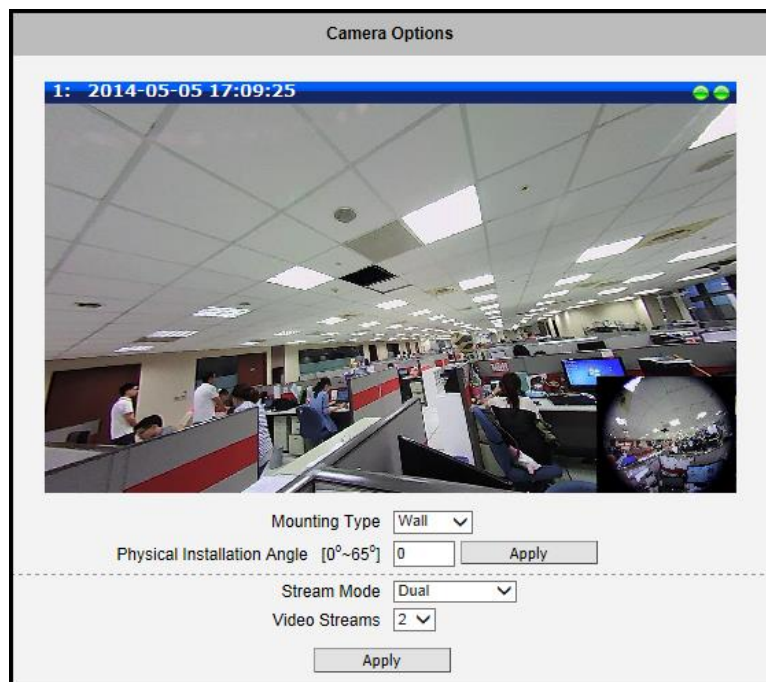 Camera Options
1: 2014-05-05 17:09:25
Mounting Type Wall
Physical Installation Angle [0°~65°] 0 Apply
Stream Mode Dual
Video Streams 2
Apply